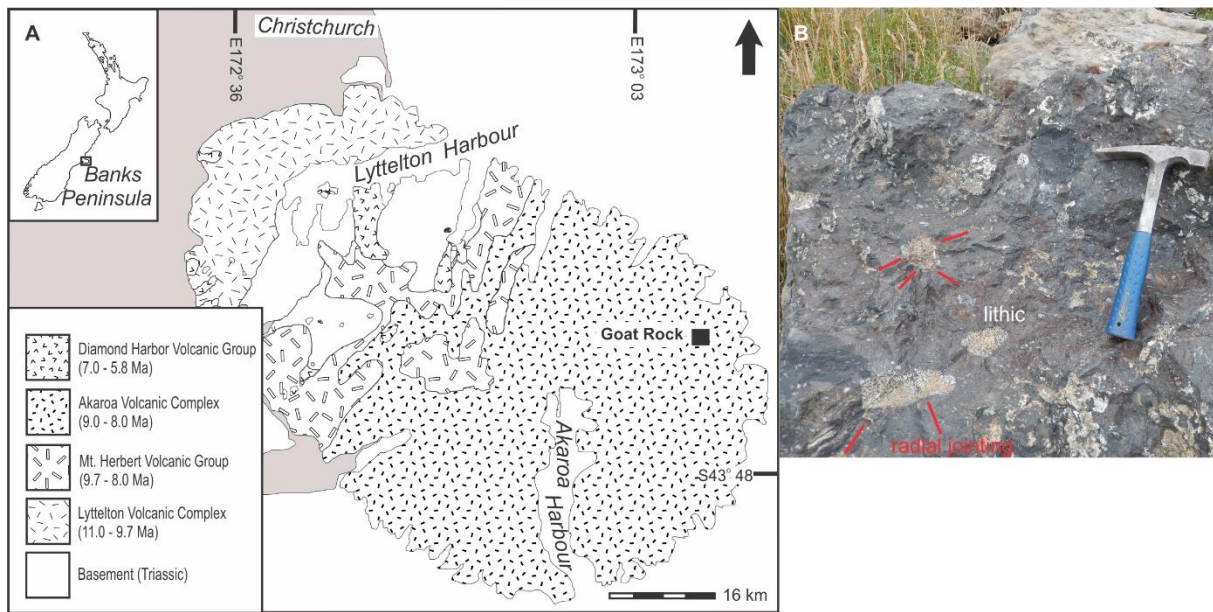 A
Christchurch
E172° 36
E173° 03
Banks
Peninsula
Lyttelton Harbour
Goat Rock
Akaroa
Harbour
S43° 48
16 km
Diamond Harbor Volcanic Group
(7.0 - 5.8 Ma)
Akaroa Volcanic Complex
(9.0 - 8.0 Ma)
Mt. Herbert Volcanic Group
(9.7 - 8.0 Ma)
Lyttelton Volcanic Complex
(11.0 - 9.7 Ma)
Basement (Triassic)
B
lithic
radial jointing